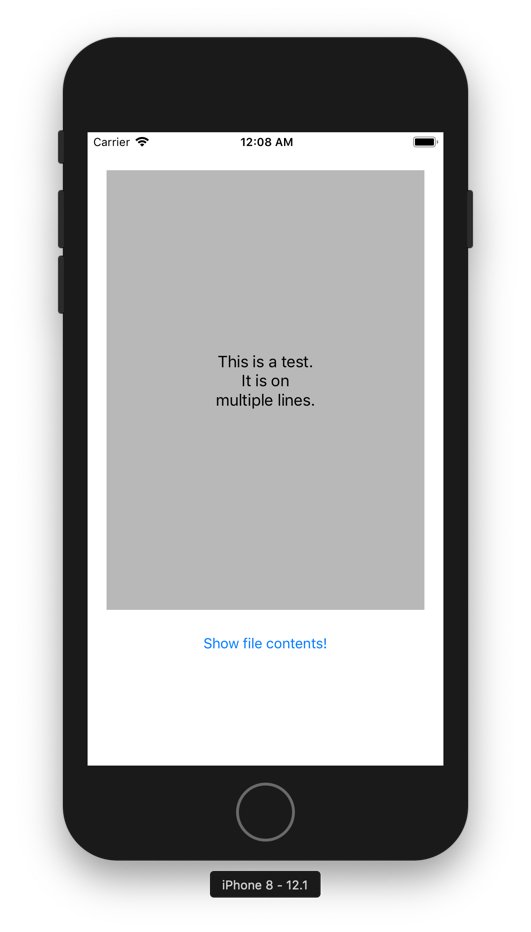 Carrier 12:08 AM
This is a test.
It is on
multiple lines.
Show file contents!
iPhone 8 - 12.1